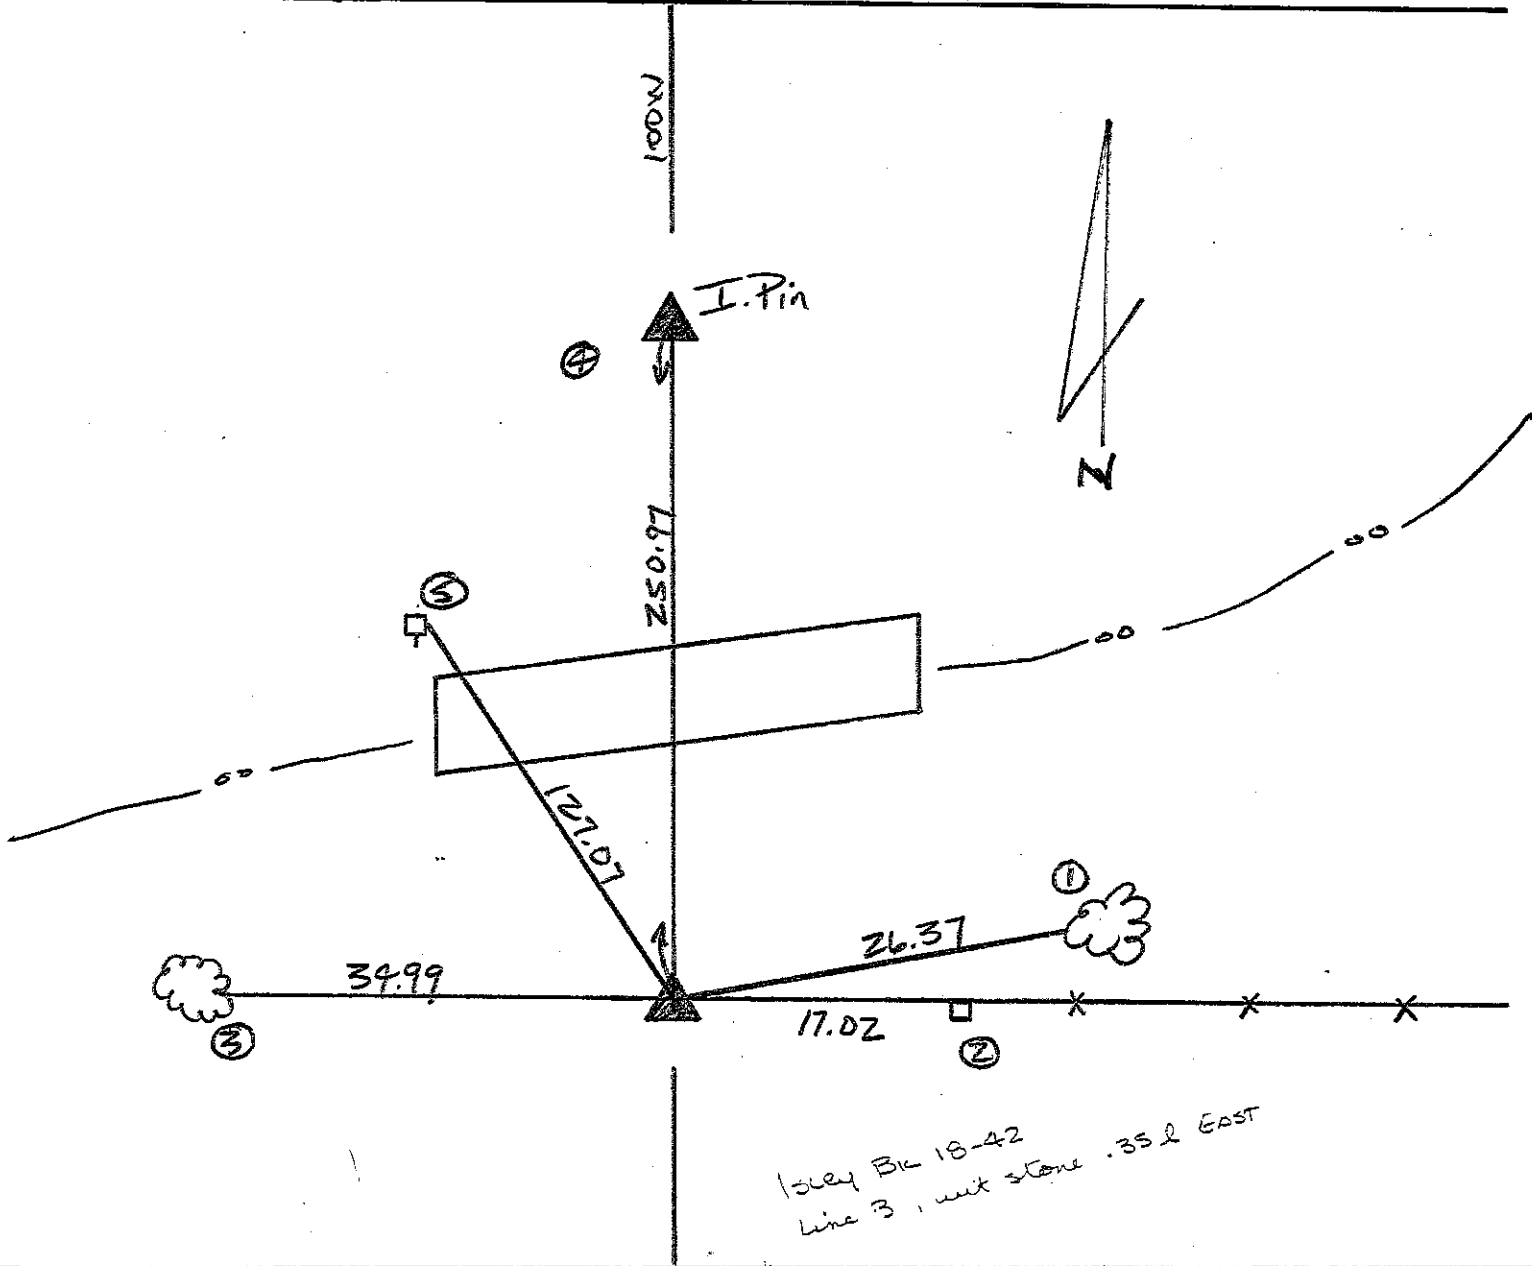 100W
I. Pin
④
N
250.97
⑤
127.07
①
26.37
34.99
③
17.02
②
Isley Bk 18-42
Line 3, wit stone .35 l EAST